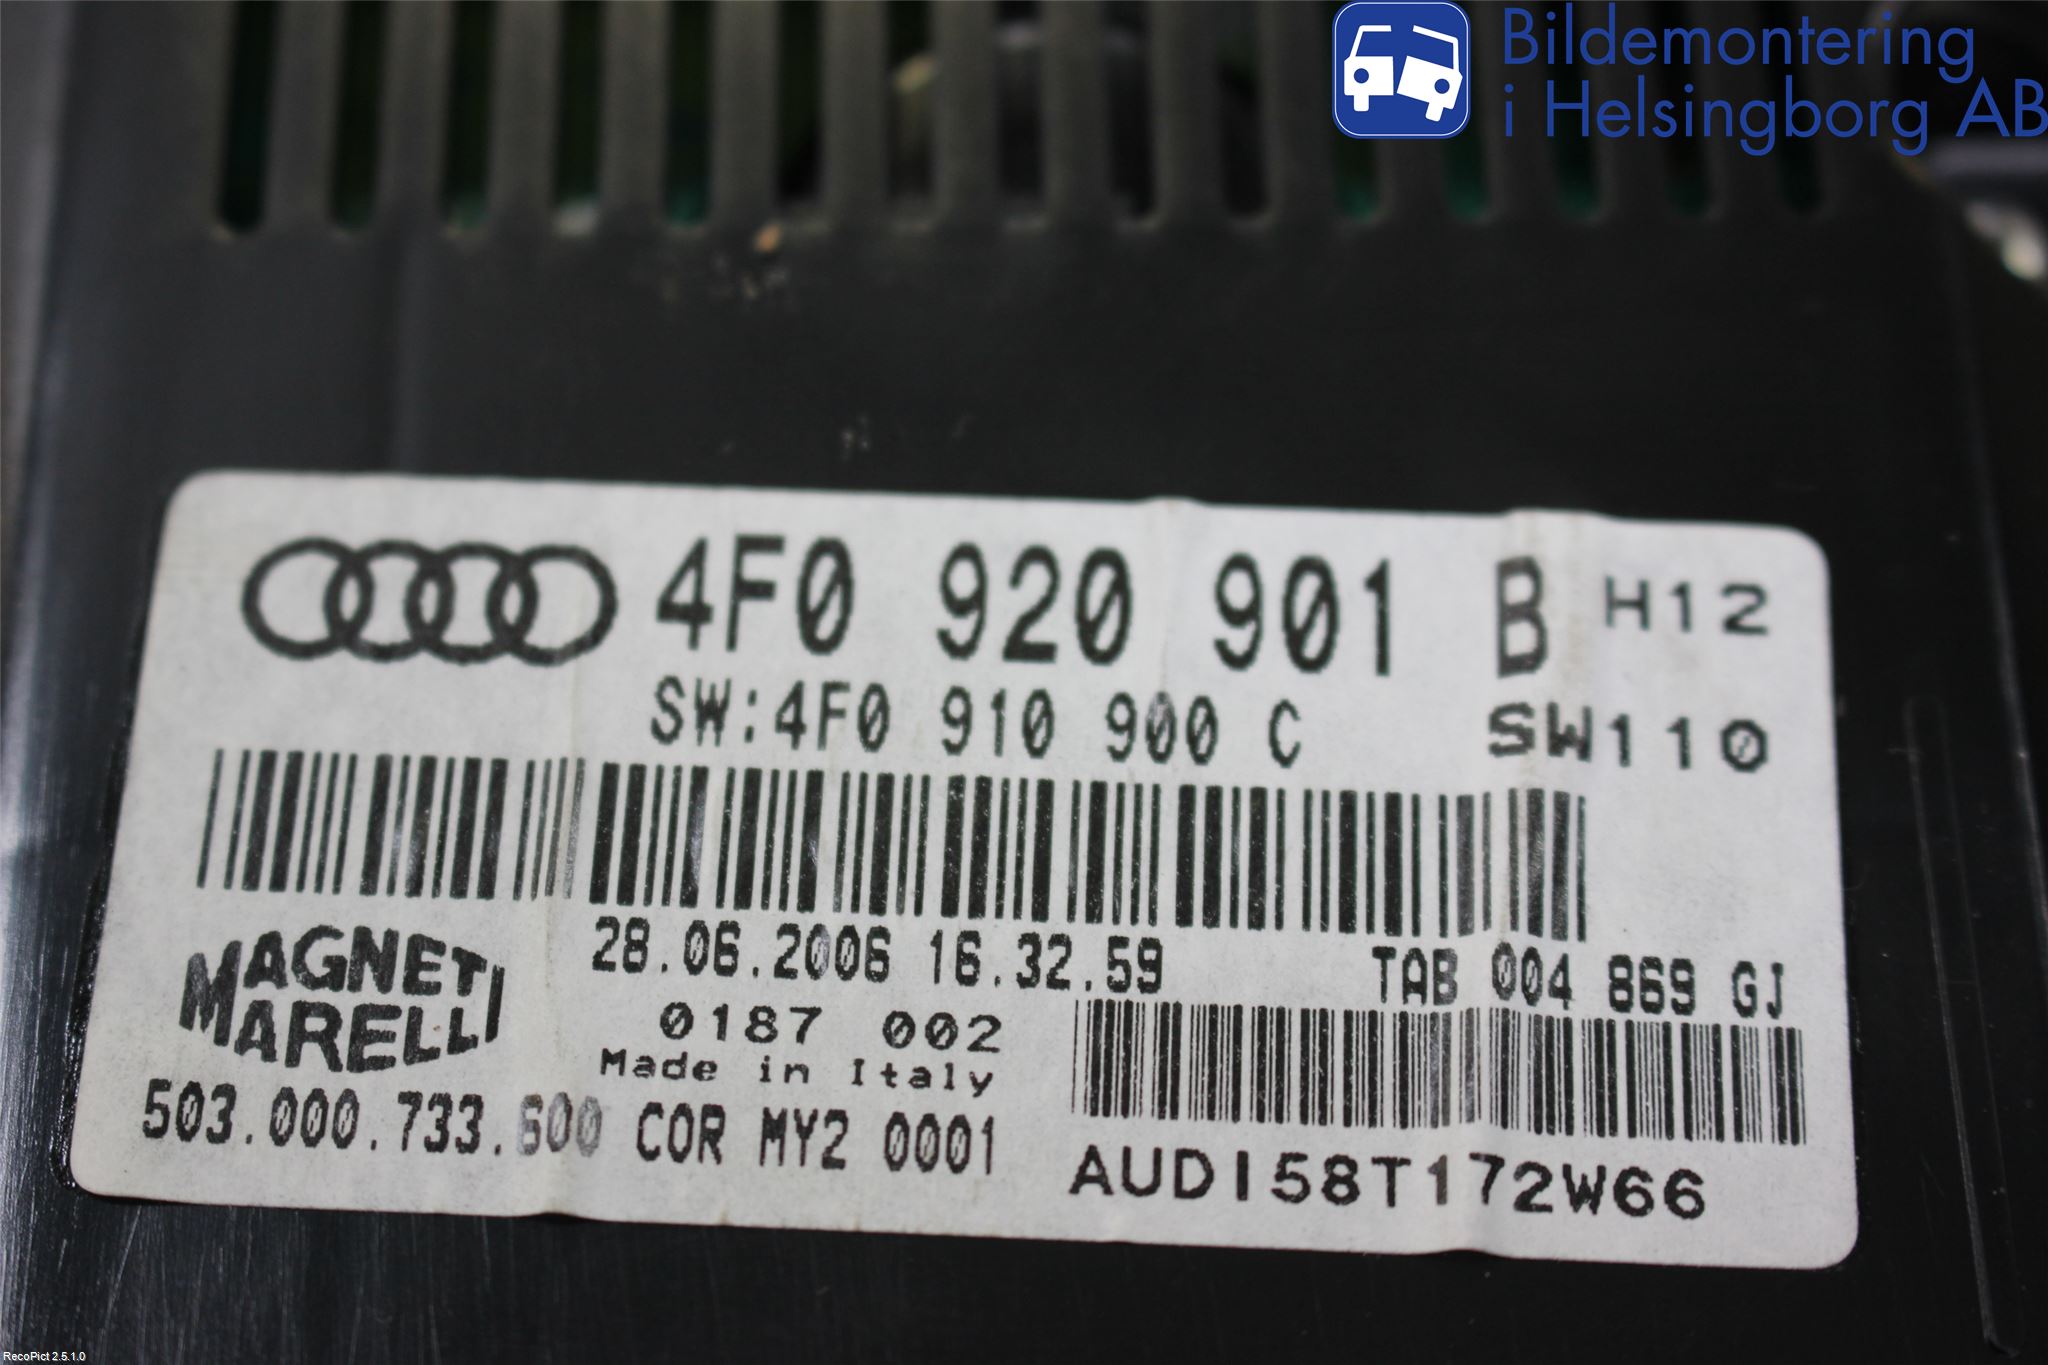 Bildemontering
i Helsingborg AB
4F0 920 901 B H12
SW:4F0 910 900 C SW110
28.06.2006 16.32.59 TAB 004 869 GJ
MAGNETI
MARELLI
0187 002
Made in Italy
503.000.733.600 COR MY2 0001
AUDI58T172W66
RecoPict 2.5.1.0